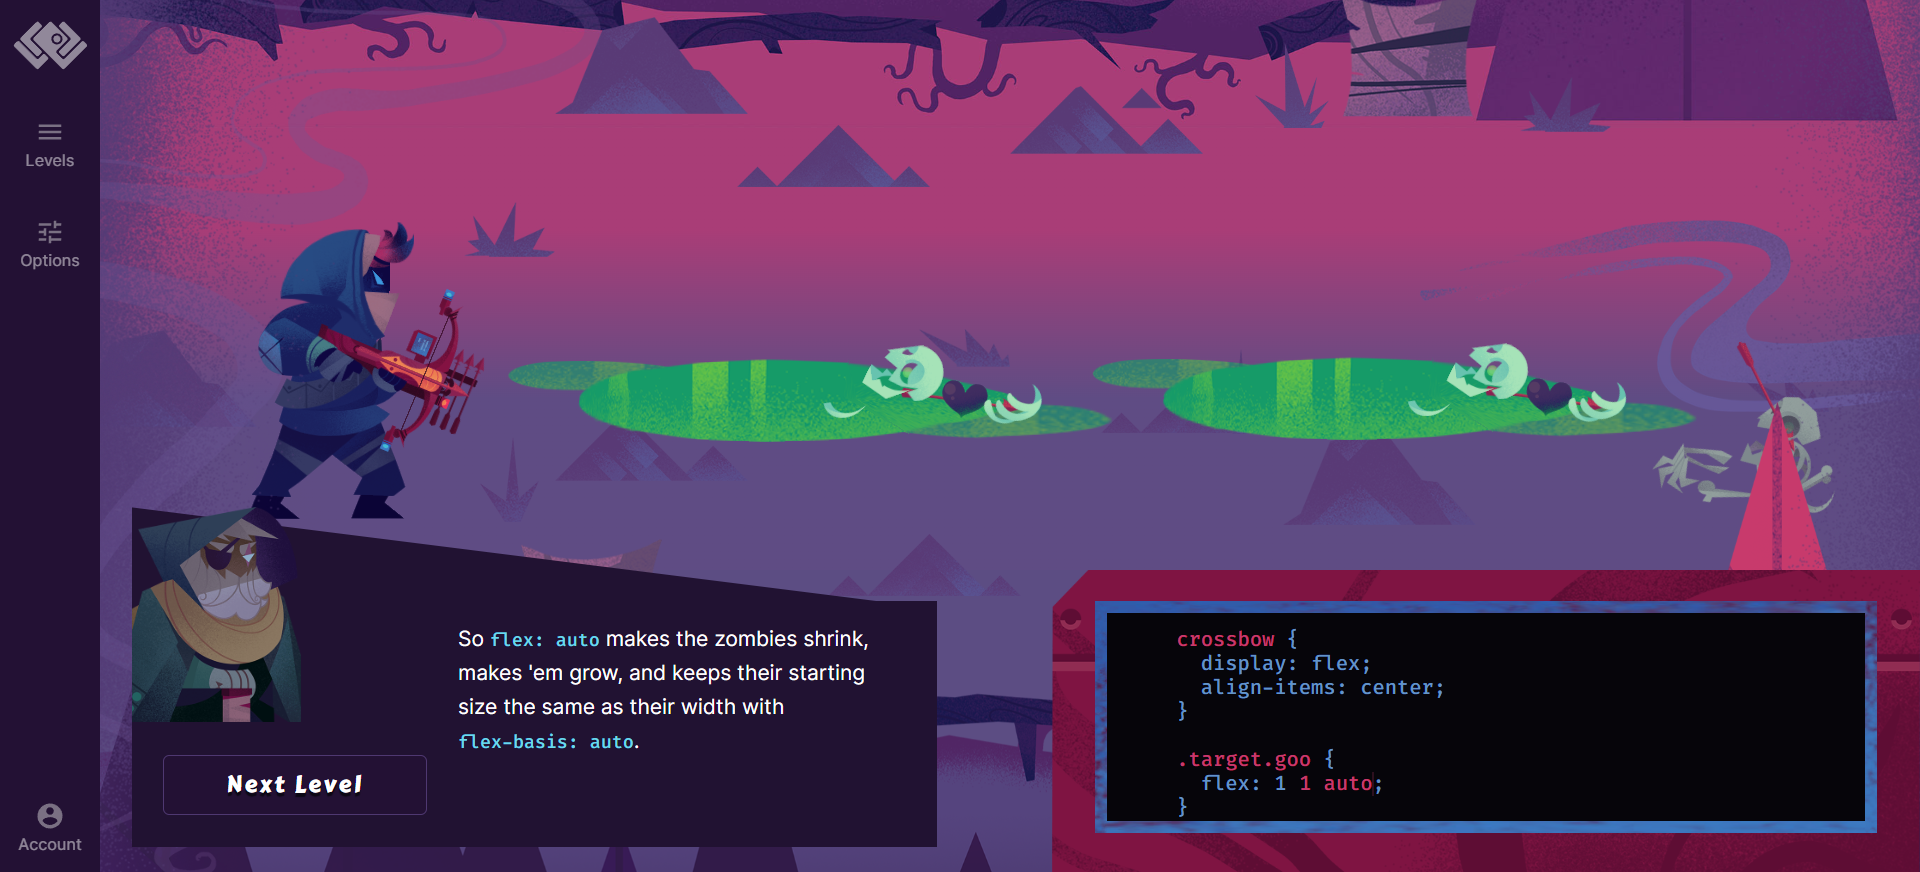 Levels
Options
So flex: auto makes the zombies shrink,
makes 'em grow, and keeps their starting
size the same as their width with
flex-basis: auto.
Next Level
Account
crossbow {
  display: flex;
  align-items: center;
}

.target.goo {
  flex: 1 1 auto;
}